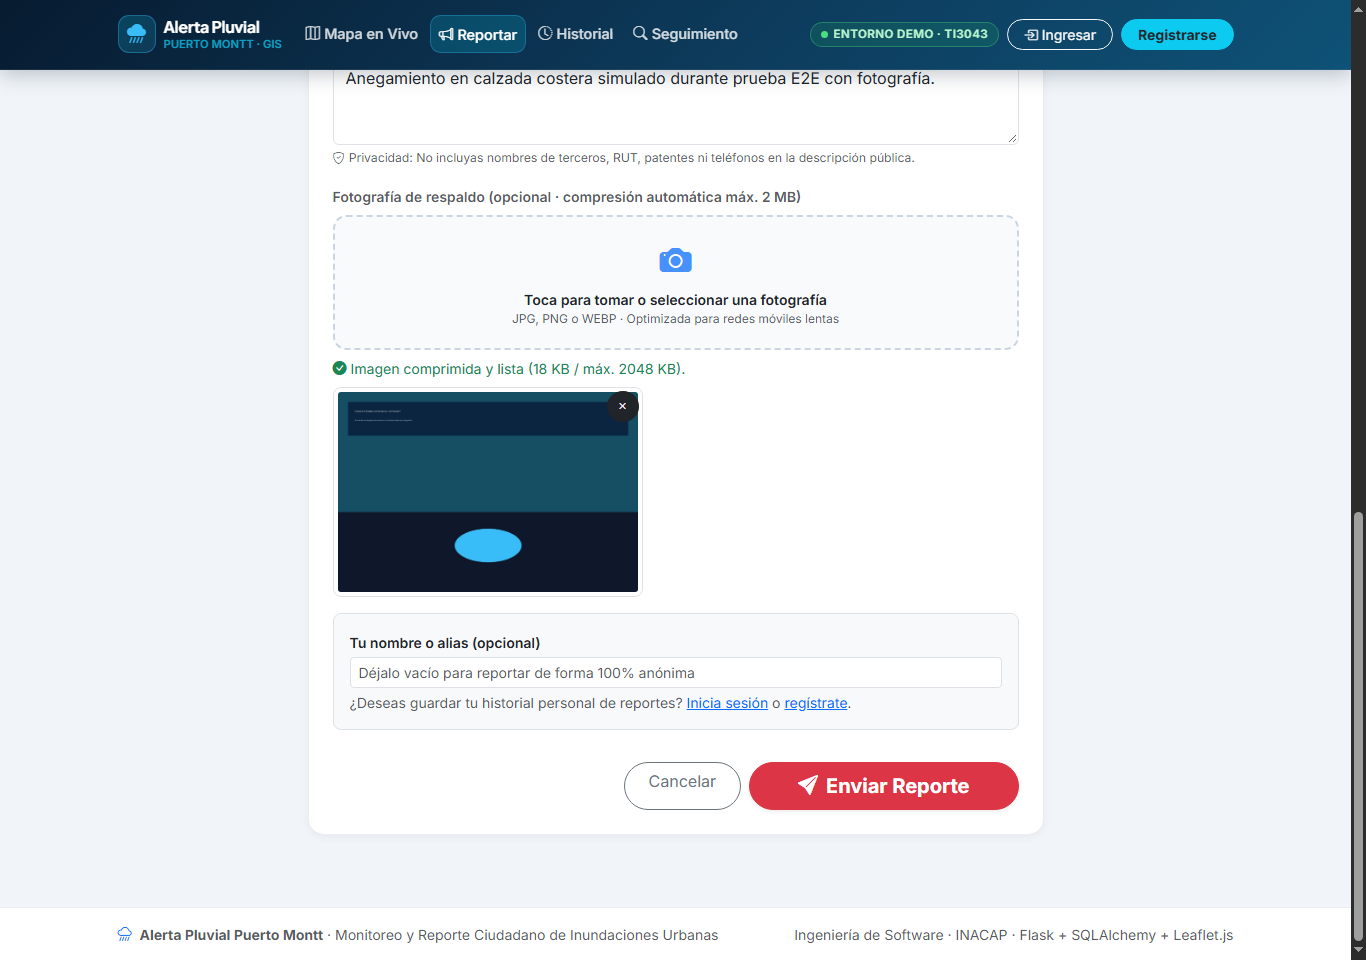 Alerta Pluvial
PUERTO MONTT · GIS
Mapa en Vivo
Reportar
Historial
Seguimiento
ENTORNO DEMO · TI3043
Ingresar
Registrarse
Anegamiento en calzada costera simulado durante prueba E2E con fotografía.
Privacidad: No incluyas nombres de terceros, RUT, patentes ni teléfonos en la descripción pública.
Fotografía de respaldo (opcional · compresión automática máx. 2 MB)
Toca para tomar o seleccionar una fotografía
JPG, PNG o WEBP · Optimizada para redes móviles lentas
Imagen comprimida y lista (18 KB / máx. 2048 KB).
×
Tu nombre o alias (opcional)
Déjalo vacío para reportar de forma 100% anónima
¿Deseas guardar tu historial personal de reportes? Inicia sesión o regístrate.
Cancelar
Enviar Reporte
Alerta Pluvial Puerto Montt · Monitoreo y Reporte Ciudadano de Inundaciones Urbanas
Ingeniería de Software · INACAP · Flask + SQLAlchemy + Leaflet.js